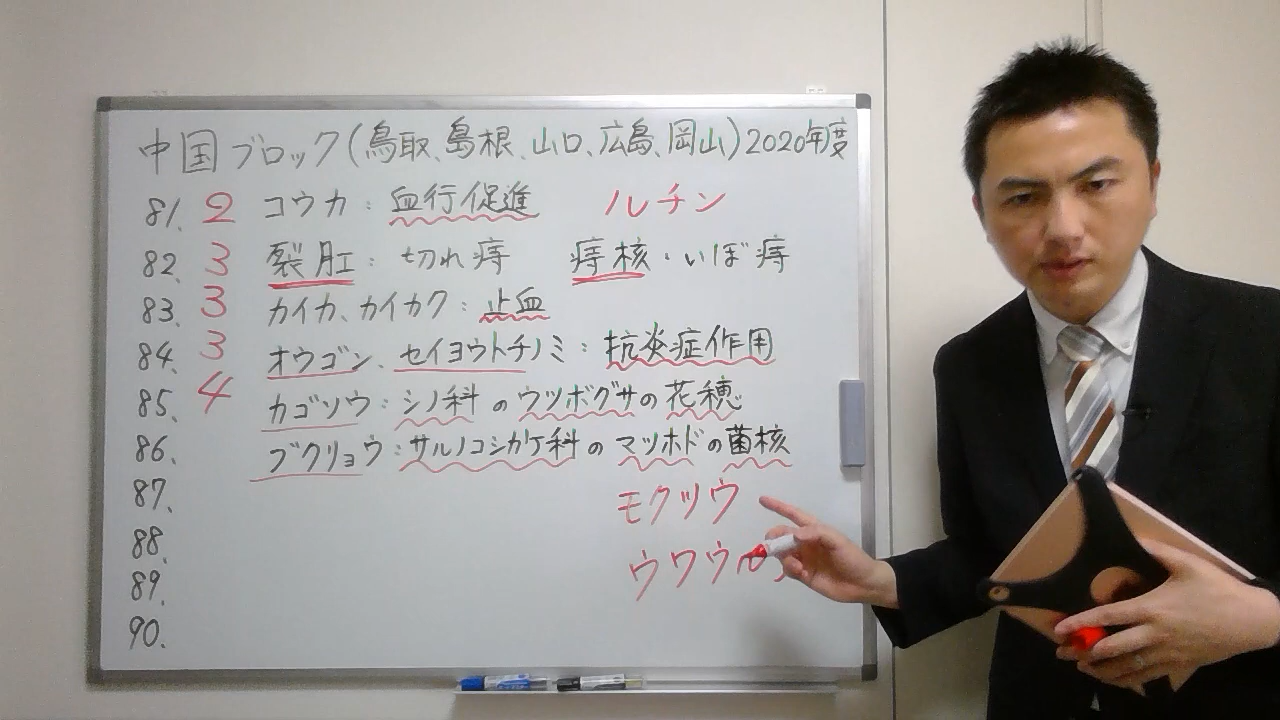 中国ブロック(鳥取、島根、山口、広島、岡山)2020年度
81. 2 コウカ：血行促進 ルチン
82. 3 裂肛：切れ痔 痔核・いぼ痔
83. 3 カイカ、カイカク：止血
84. 3 オウゴン、セイヨウトチノミ：抗炎症作用
85. 4 カゴソウ：シソ科のウツボグサの花穂
86. ブクリョウ：サルノコシカケ科のマツホドの菌核
87. モクツウ
88.
89. ウワウルシ
90.